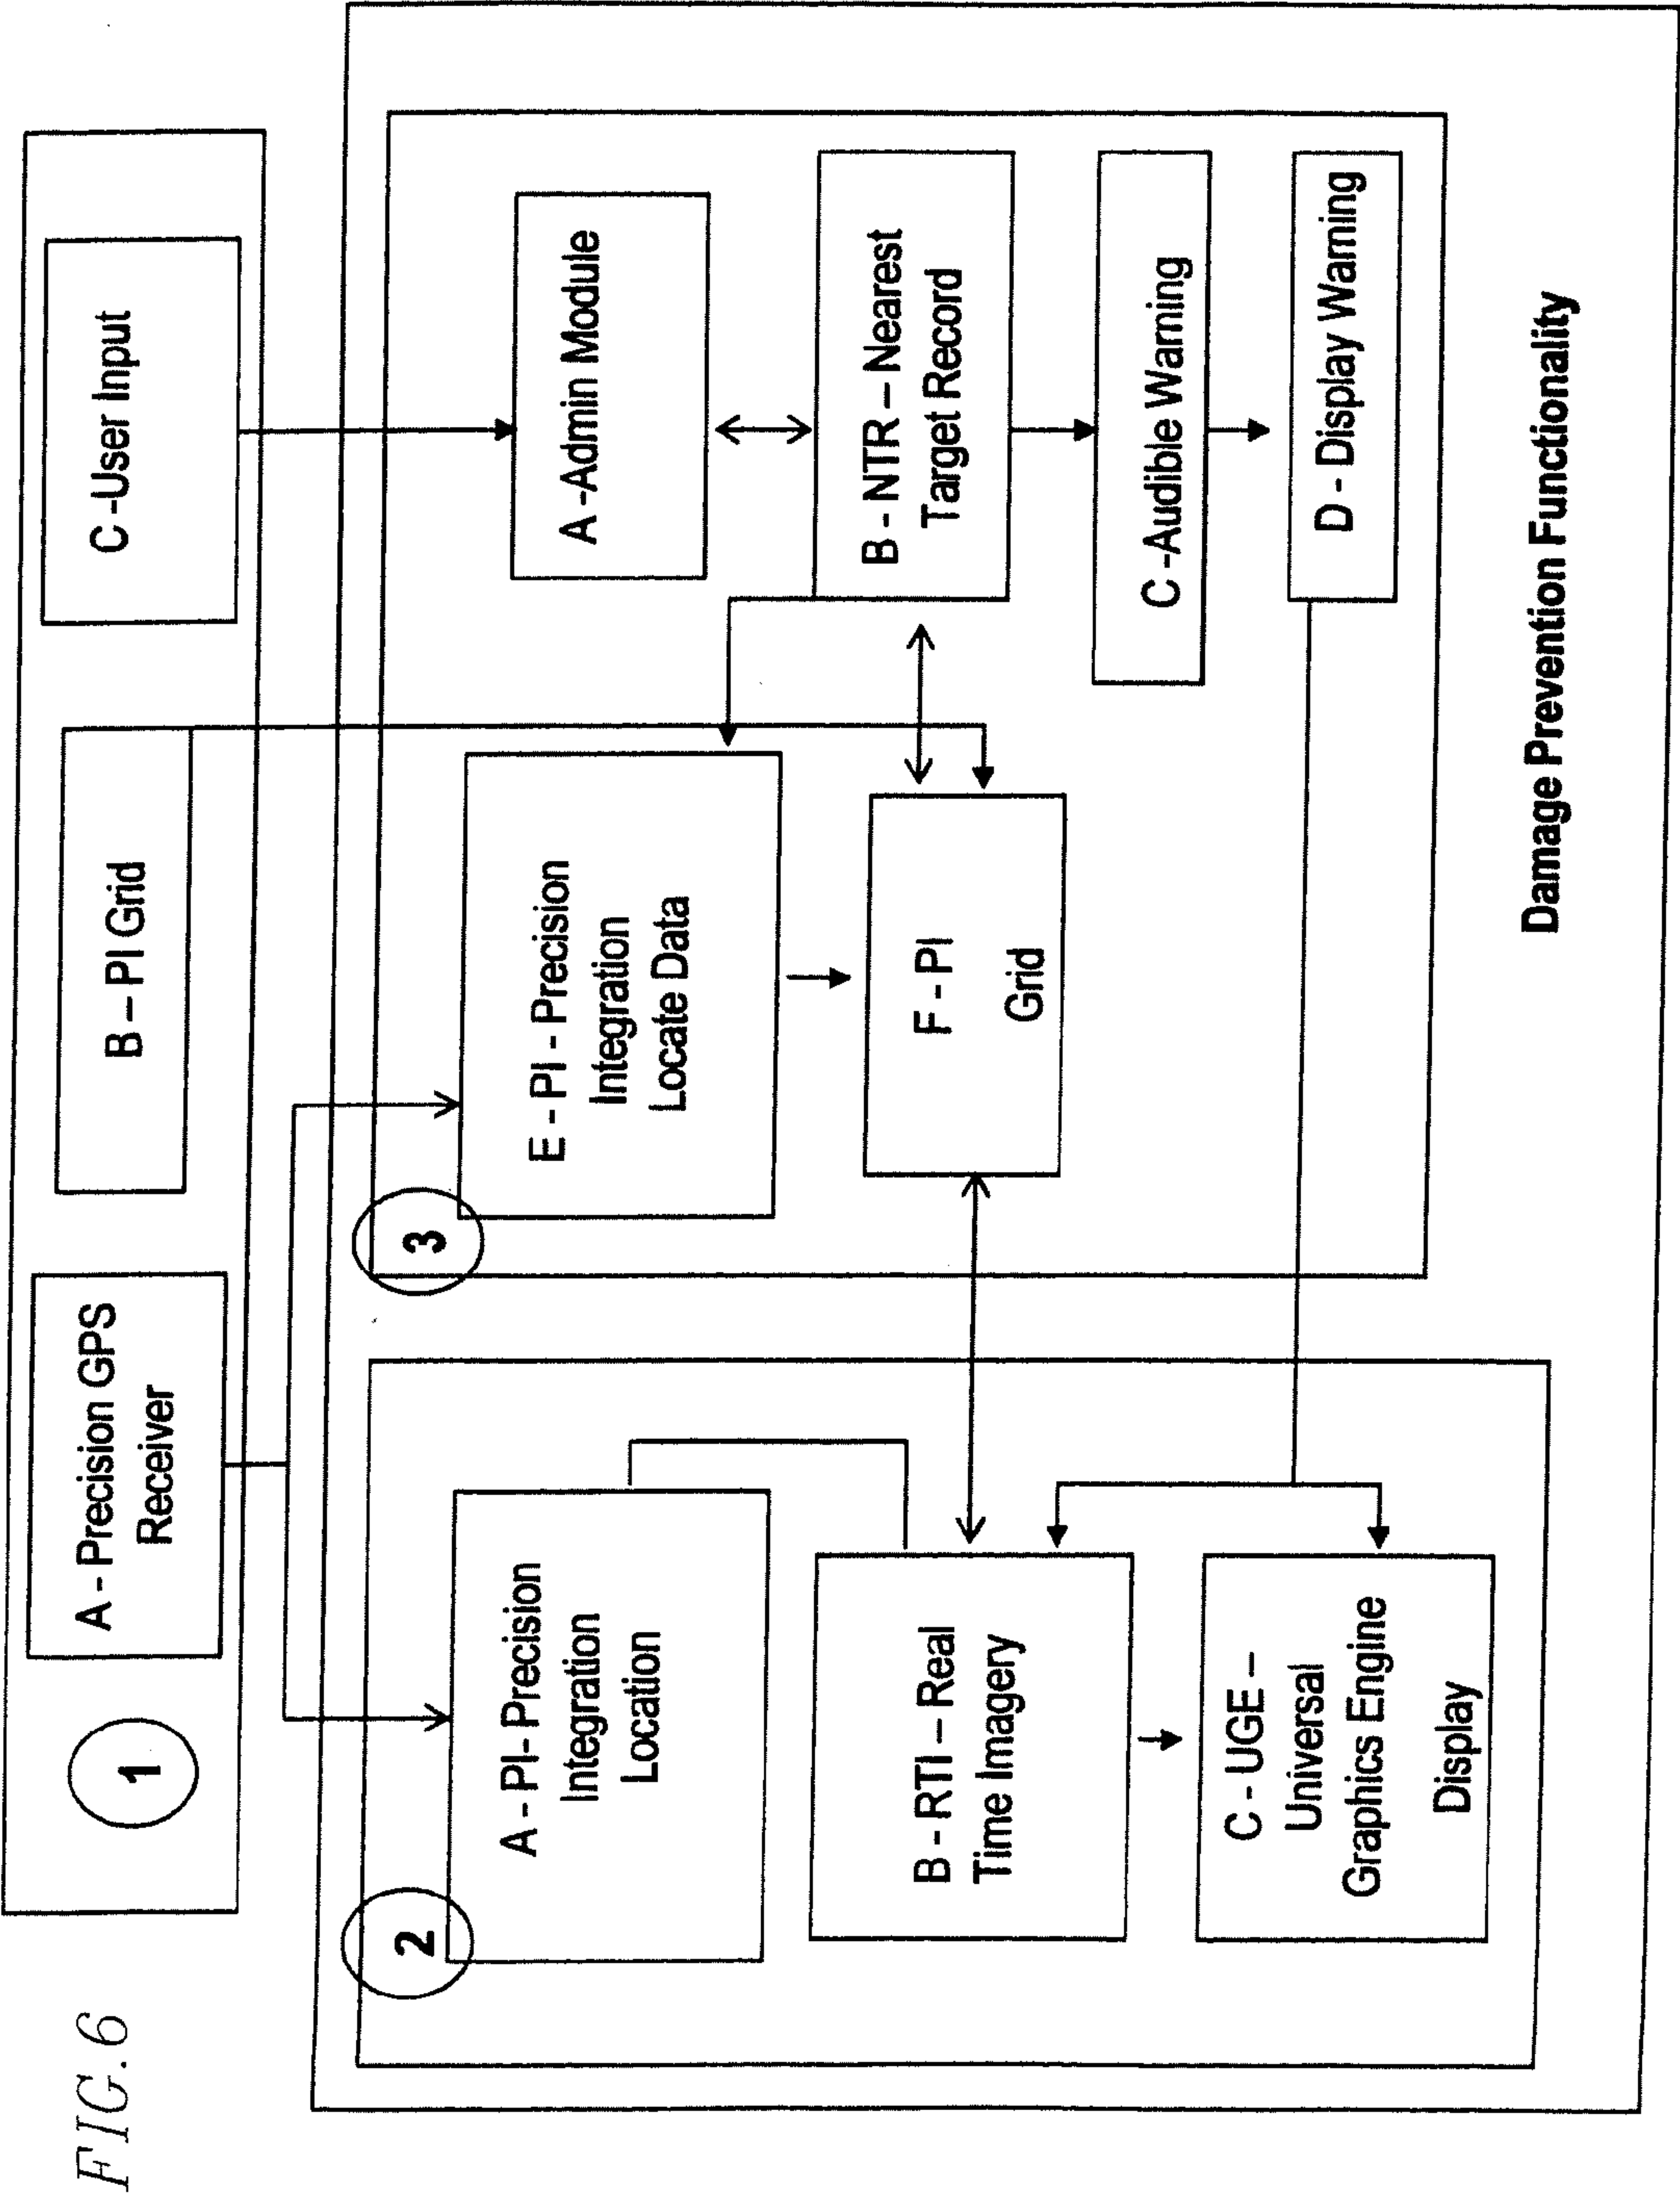 FIG.6
1
A - Precision GPS
Receiver
B – PI Grid
C -User Input
2
A - PI- Precision
Integration
Location
B - RTI – Real
Time Imagery
C - UGE –
Universal
Graphics Engine
Display
3
E - PI - Precision
Integration
Locate Data
F - PI
Grid
A -Admin Module
B - NTR – Nearest
Target Record
C -Audible Warning
D - Display Warning
Damage Prevention Functionality